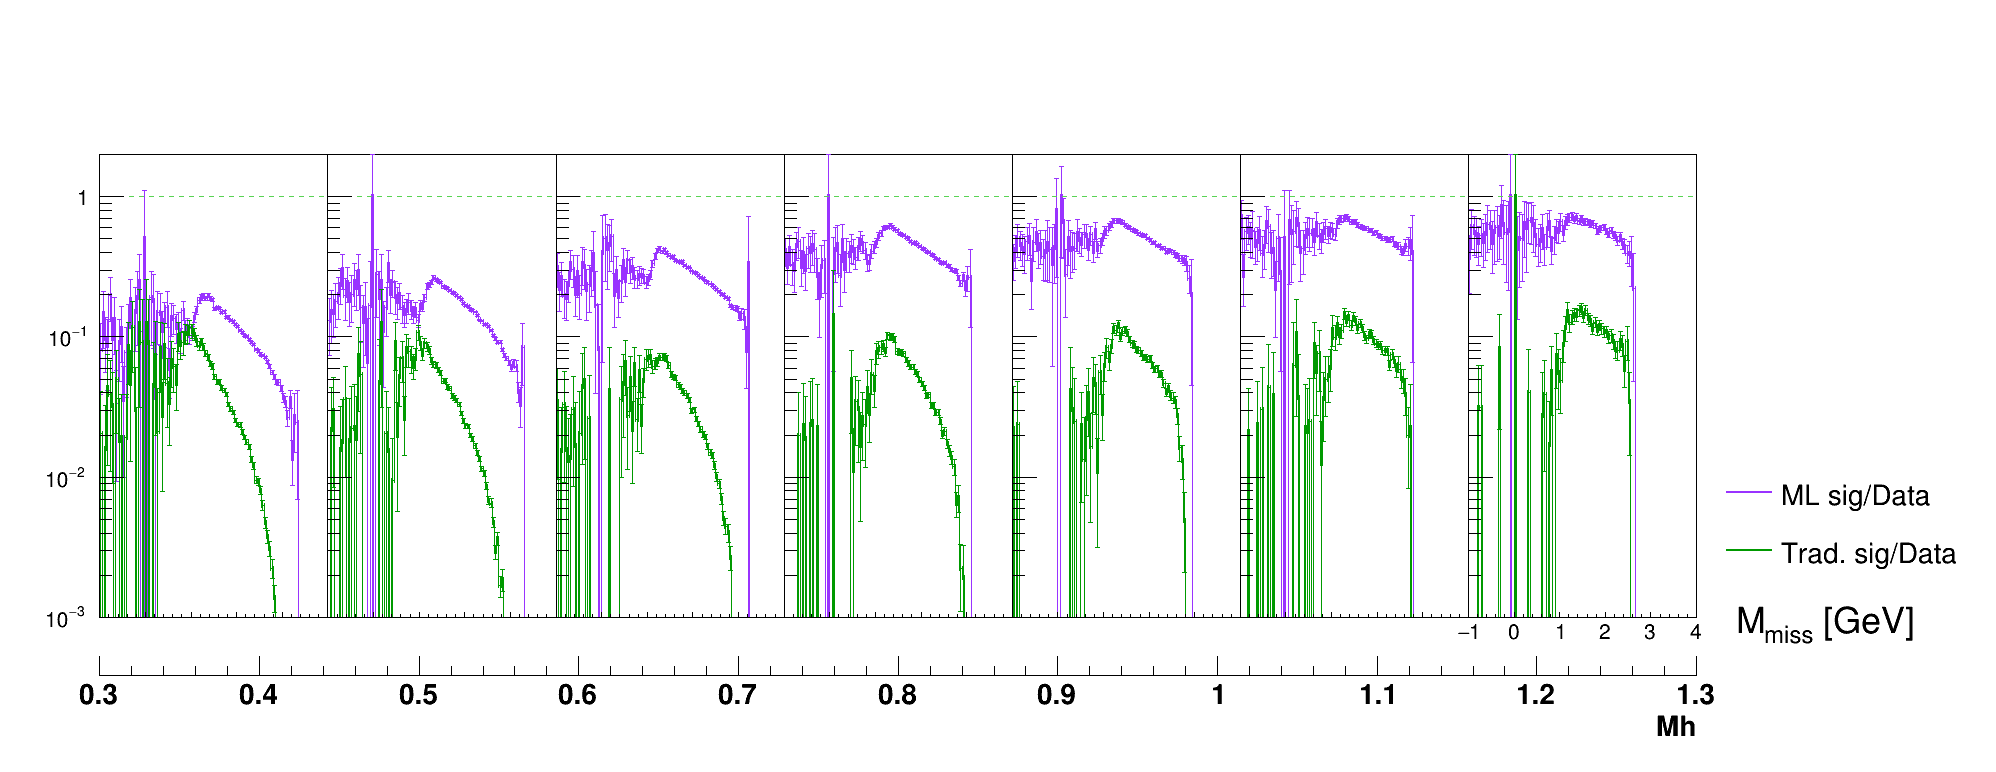 1
10⁻¹
10⁻²
10⁻³
ML sig/Data
Trad. sig/Data
−1 0 1 2 3 4
M_miss [GeV]
0.3 0.4 0.5 0.6 0.7 0.8 0.9 1 1.1 1.2 1.3
Mh